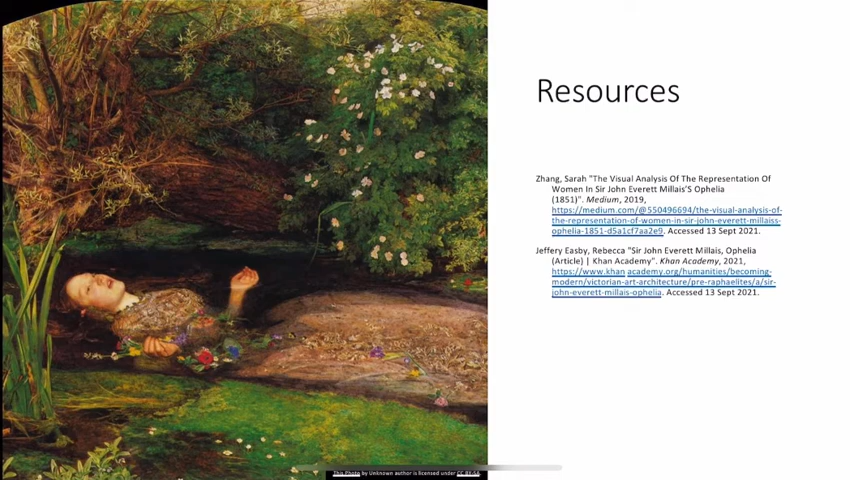 Resources
Zhang, Sarah "The Visual Analysis Of The Representation Of
Women In Sir John Everett Millais'S Ophelia
(1851)". Medium, 2019,
https://medium.com/@550496694/the-visual-analysis-of-
the-representation-of-women-in-sir-john-everett-millaiss-
ophelia-1851-d5a1cf7aa2e9. Accessed 13 Sept 2021.
Jeffery Easby, Rebecca "Sir John Everett Millais, Ophelia
(Article) | Khan Academy". Khan Academy, 2021,
https://www.khan academy.org/humanities/becoming-
modern/victorian-art-architecture/pre-raphaelites/a/sir-
john-everett-millais-ophelia. Accessed 13 Sept 2021.
This Photo by Unknown author is licensed under CC BY-SA.